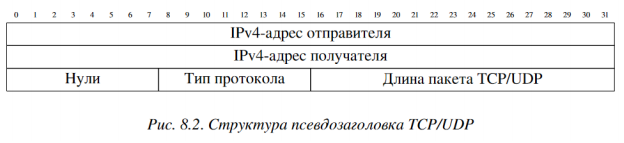 0 1 2 3 4 5 6 7 8 9 10 11 12 13 14 15 16 17 18 19 20 21 22 23 24 25 26 27 28 29 30 31
IPv4-адрес отправителя
IPv4-адрес получателя
Нули Тип протокола Длина пакета TCP/UDP
Рис. 8.2. Структура псевдозаголовка TCP/UDP